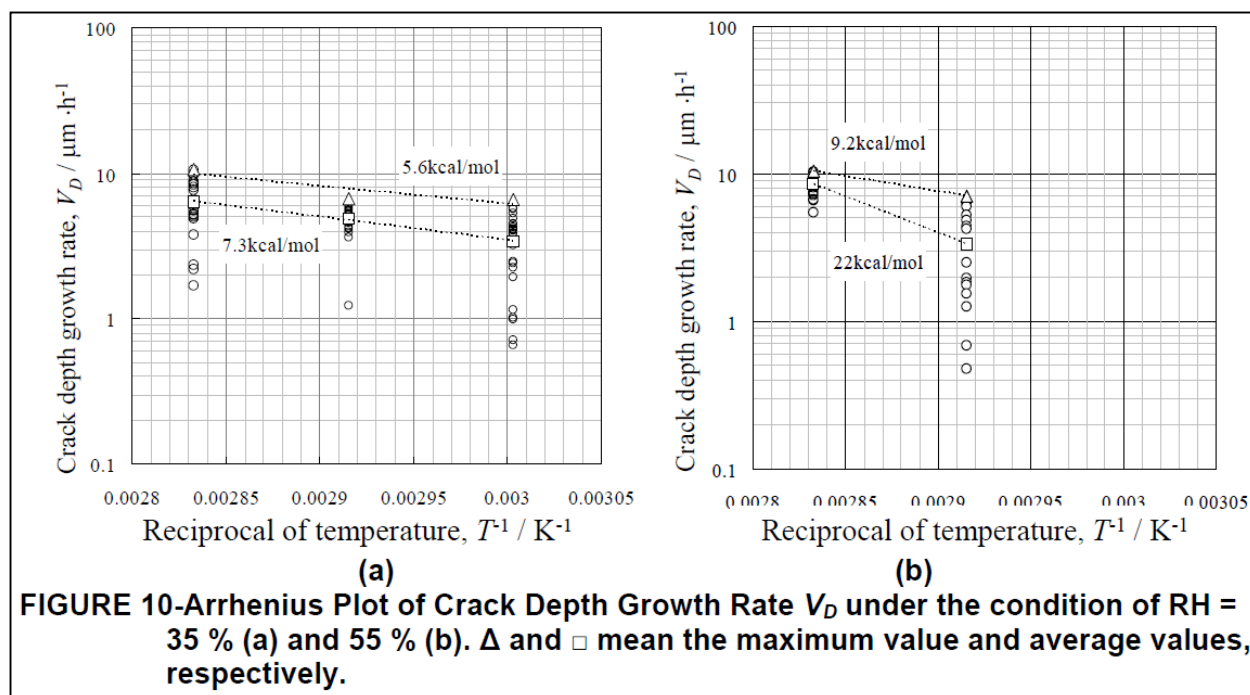 100
10
1
0.1
Crack depth growth rate, V_D / μm ·h⁻¹
5.6kcal/mol
7.3kcal/mol
0.0028 0.00285 0.0029 0.00295 0.003 0.00305
Reciprocal of temperature, T⁻¹ / K⁻¹
(a)
100
10
1
0.1
Crack depth growth rate, V_D / μm ·h⁻¹
9.2kcal/mol
22kcal/mol
0.0028 0.00285 0.0029 0.00295 0.003 0.00305
Reciprocal of temperature, T⁻¹ / K⁻¹
(b)
FIGURE 10-Arrhenius Plot of Crack Depth Growth Rate V_D under the condition of RH =
35 % (a) and 55 % (b). Δ and □ mean the maximum value and average values,
respectively.